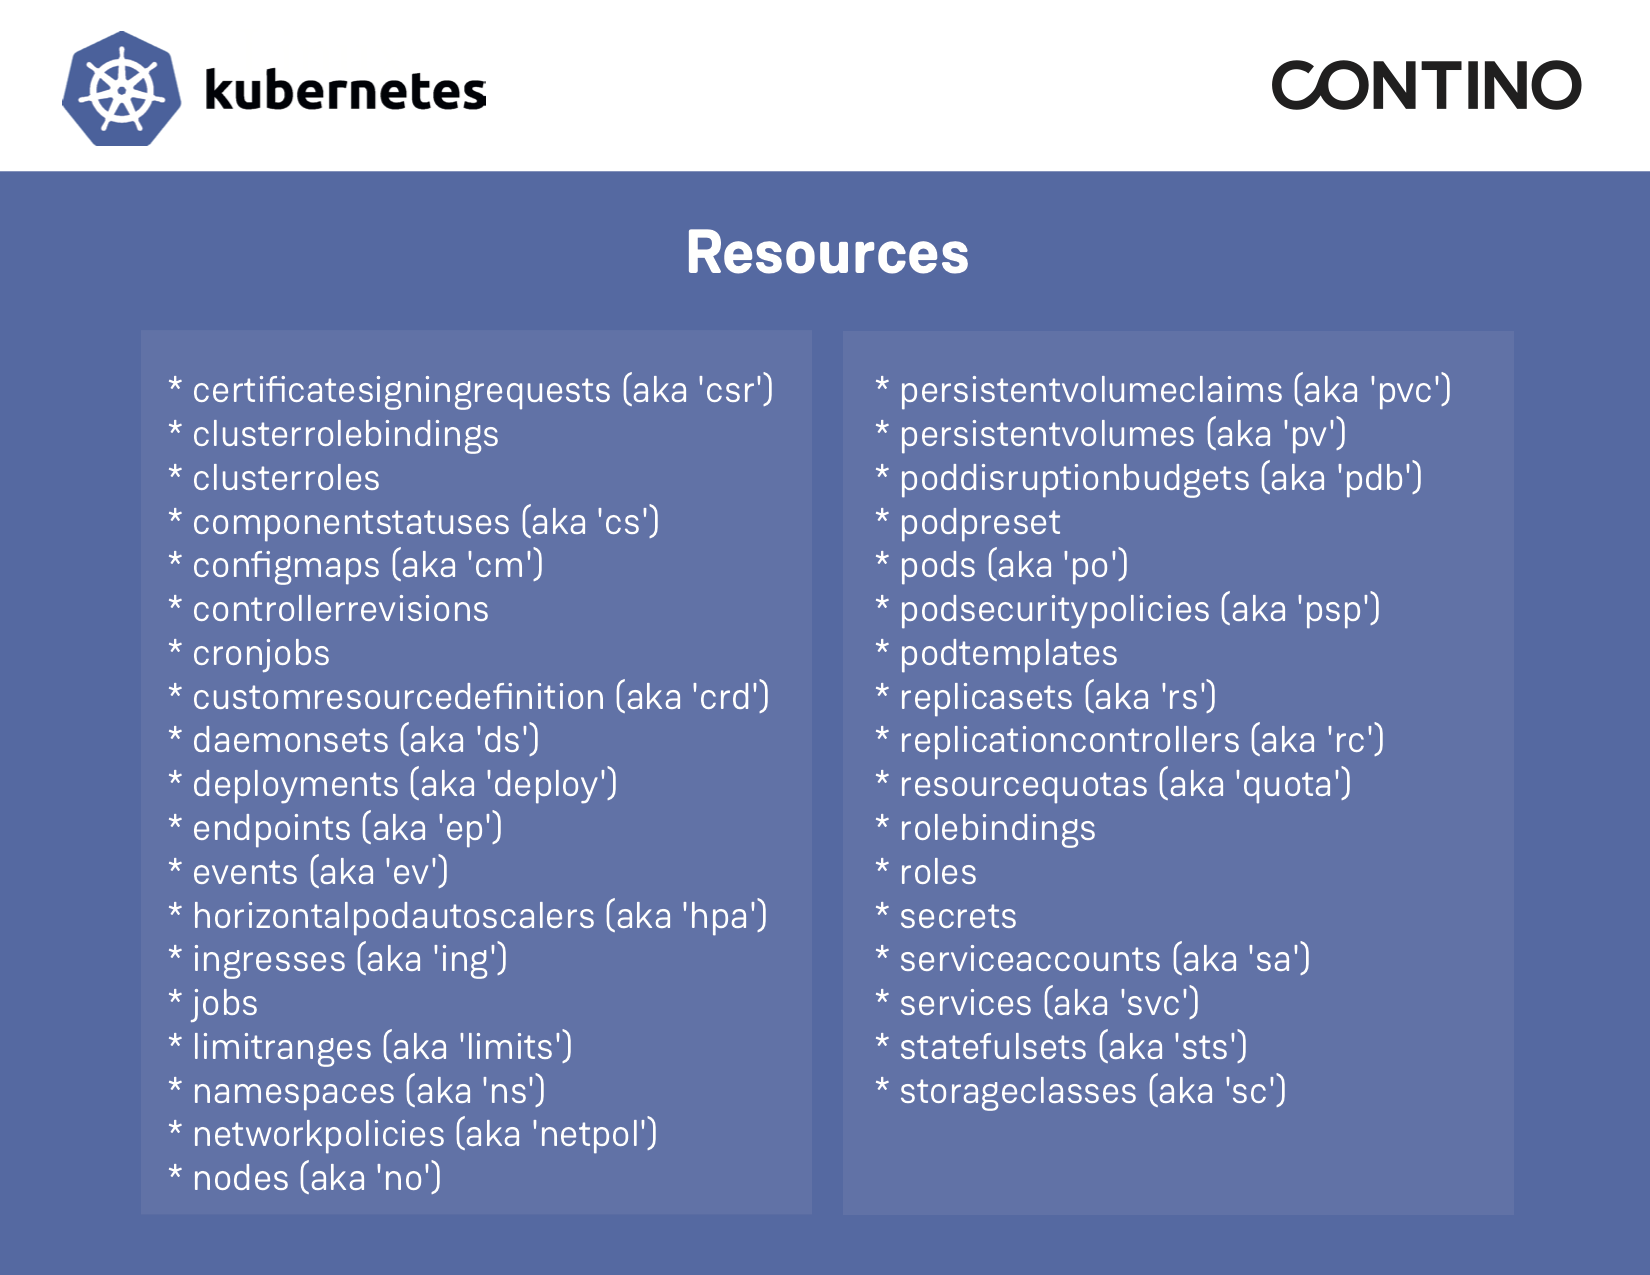 kubernetes
CONTINO
Resources
* certificatesigningrequests (aka 'csr')
* clusterrolebindings
* clusterroles
* componentstatuses (aka 'cs')
* configmaps (aka 'cm')
* controllerrevisions
* cronjobs
* customresourcedefinition (aka 'crd')
* daemonsets (aka 'ds')
* deployments (aka 'deploy')
* endpoints (aka 'ep')
* events (aka 'ev')
* horizontalpodautoscalers (aka 'hpa')
* ingresses (aka 'ing')
* jobs
* limitranges (aka 'limits')
* namespaces (aka 'ns')
* networkpolicies (aka 'netpol')
* nodes (aka 'no')
* persistentvolumeclaims (aka 'pvc')
* persistentvolumes (aka 'pv')
* poddisruptionbudgets (aka 'pdb')
* podpreset
* pods (aka 'po')
* podsecuritypolicies (aka 'psp')
* podtemplates
* replicasets (aka 'rs')
* replicationcontrollers (aka 'rc')
* resourcequotas (aka 'quota')
* rolebindings
* roles
* secrets
* serviceaccounts (aka 'sa')
* services (aka 'svc')
* statefulsets (aka 'sts')
* storageclasses (aka 'sc')